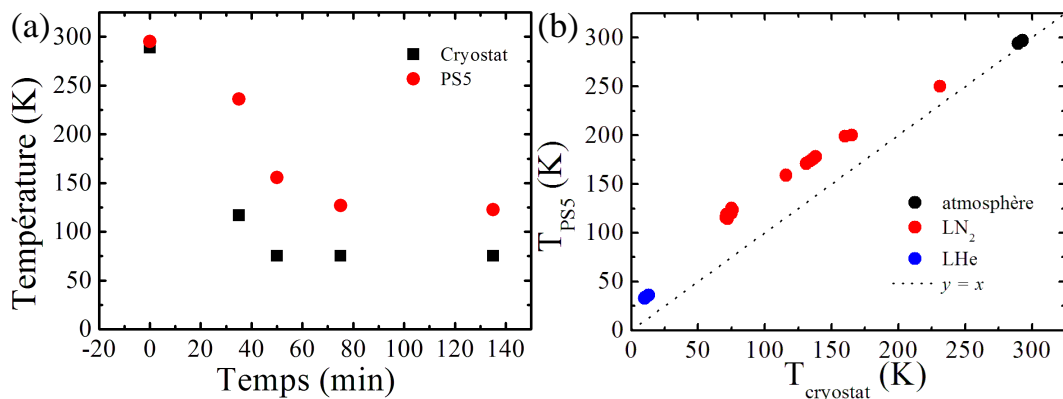 (a)
300
250
200
150
100
50
0
Température (K)
-20 0 20 40 60 80 100 120 140
Temps (min)
Cryostat
PS5
(b)
300
250
200
150
100
50
0
T_PS5 (K)
0 50 100 150 200 250 300
T_cryostat (K)
atmosphère
LN₂
LHe
y = x